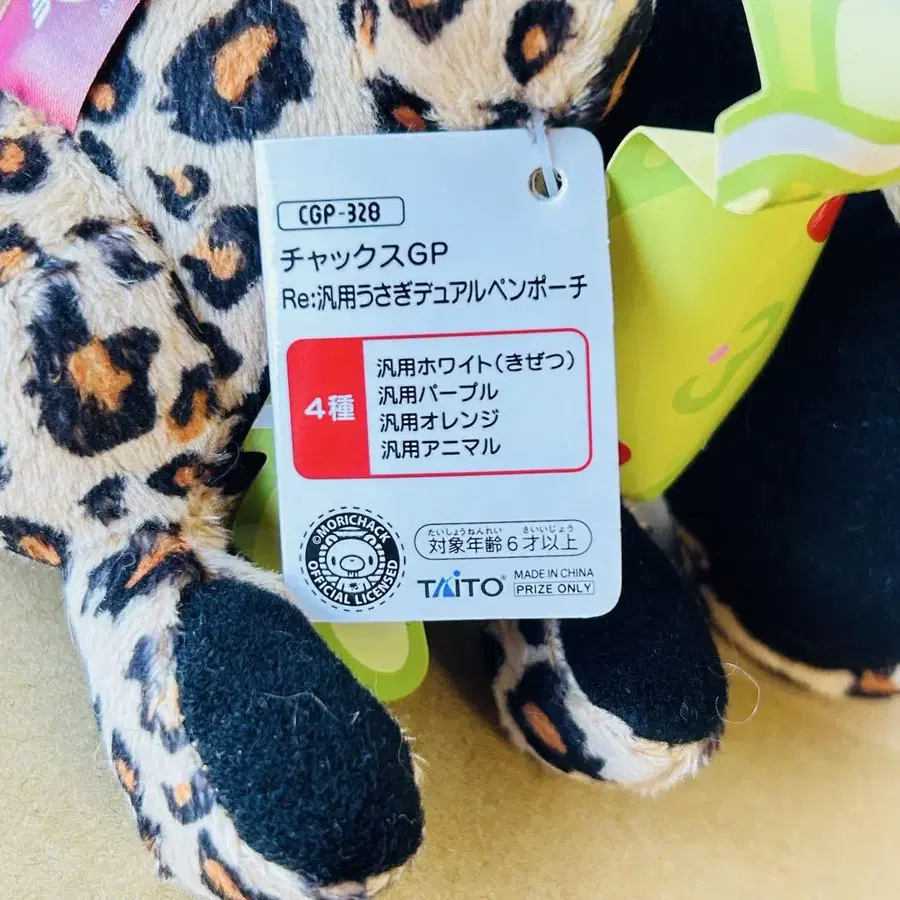 CGP-328
チャックスGP
Re:汎用うさぎデュアルペンポーチ
4種
汎用ホワイト(きぜつ)
汎用パープル
汎用オレンジ
汎用アニマル
©MORICHACK
OFFICIAL LICENSED
たいしょうねんれい さいいじょう
対象年齢6才以上
TAITO®
MADE IN CHINA
PRIZE ONLY